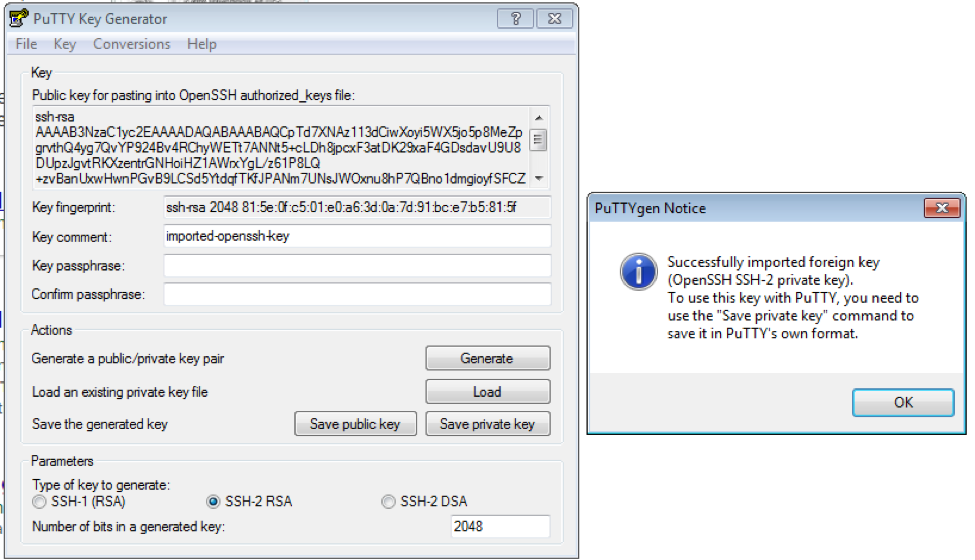 PuTTY Key Generator
File Key Conversions Help
Key
Public key for pasting into OpenSSH authorized_keys file:
ssh-rsa
AAAAB3NzaC1yc2EAAAADAQABAAABAQCpTd7XNAz113dCiwXoyi5WX5jo5p8MeZp
grvthQ4yg7QvYP924Bv4RChyWETt7ANNt5+cLDh8jpcxF3atDK29xaF4GDsdavU9U8
DUpzJgvtRKXzentrGNHoiHZ1AWrxYgL/z61P8LQ
+zvBanUxwHwnPGvB9LCSd5YtdqfTKfJPANm7UNsJWOxnu8hP7QBno1dmgioyfSFCZ
Key fingerprint: ssh-rsa 2048 81:5e:0f:c5:01:e0:a6:3d:0a:7d:91:bc:e7:b5:81:5f
Key comment: imported-openssh-key
Key passphrase:
Confirm passphrase:
Actions
Generate a public/private key pair Generate
Load an existing private key file Load
Save the generated key Save public key Save private key
Parameters
Type of key to generate:
SSH-1 (RSA) SSH-2 RSA SSH-2 DSA
Number of bits in a generated key: 2048
PuTTYgen Notice
Successfully imported foreign key
(OpenSSH SSH-2 private key).
To use this key with PuTTY, you need to
use the "Save private key" command to
save it in PuTTY's own format.
OK